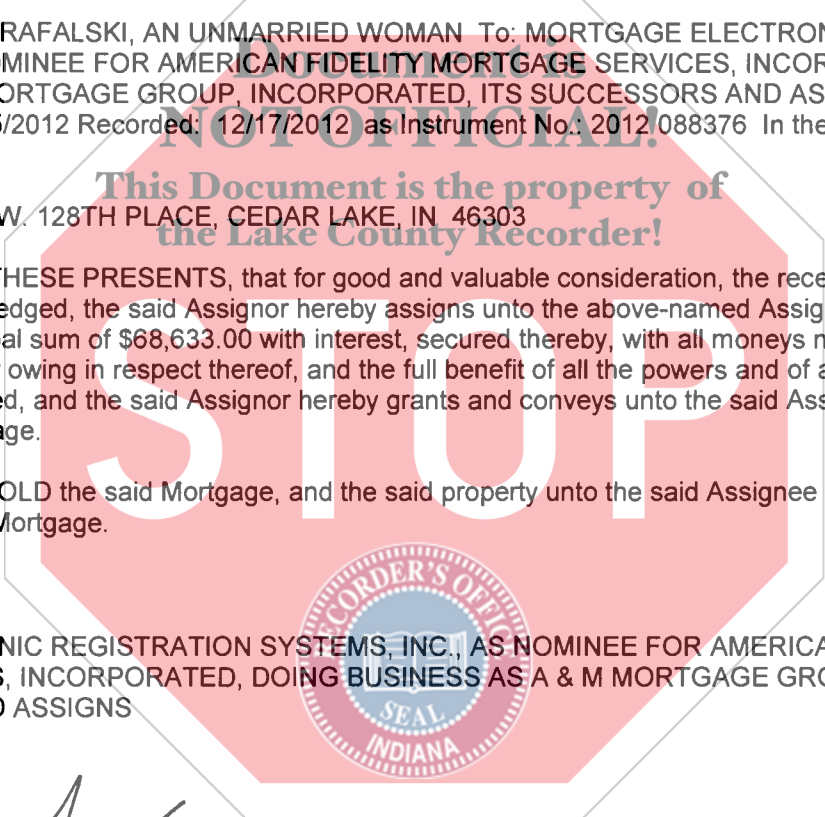 RAFALSKI, AN UNMARRIED WOMAN To: MORTGAGE ELECTRON
MINEE FOR AMERICAN FIDELITY MORTGAGE SERVICES, INCOR
Document is
ORTGAGE GROUP, INCORPORATED, ITS SUCCESSORS AND AS
/2012 Recorded: 12/17/2012 as Instrument No.: 2012 088376 In the
NOT OFFICIAL!
This Document is the property of
W. 128TH PLACE, CEDAR LAKE, IN 46303
the Lake County Recorder!
THESE PRESENTS, that for good and valuable consideration, the rece
edged, the said Assignor hereby assigns unto the above-named Assig
al sum of $68,633.00 with interest, secured thereby, with all moneys n
owing in respect thereof, and the full benefit of all the powers and of a
ed, and the said Assignor hereby grants and conveys unto the said Ass
age.
STOP
OLD the said Mortgage, and the said property unto the said Assignee
Mortgage.
RECORDER'S OFFICE
NIC REGISTRATION SYSTEMS, INC., AS NOMINEE FOR AMERICA
S, INCORPORATED, DOING BUSINESS AS A & M MORTGAGE GRO
D ASSIGNS
SEAL
INDIANA